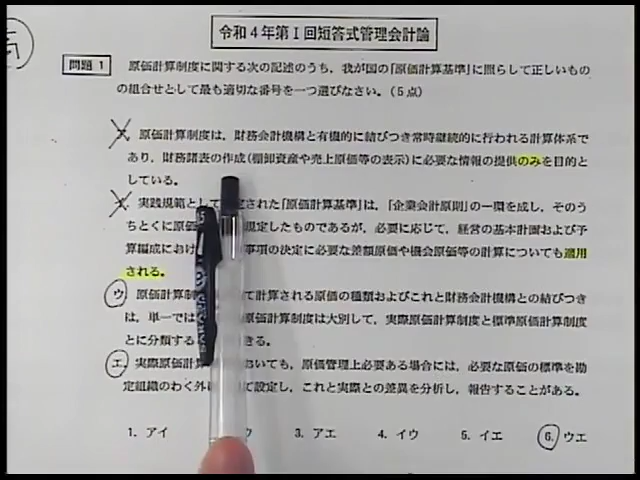 令和4年第Ⅰ回短答式管理会計論
問題 1 原価計算制度に関する次の記述のうち，我が国の「原価計算基準」に照らして正しいもの
の組合せとして最も適切な番号を一つ選びなさい。（5点）
ア．原価計算制度は，財務会計機構と有機的に結びつき常時継続的に行われる計算体系で
あり，財務諸表の作成（棚卸資産や売上原価等の表示）に必要な情報の提供のみを目的と
している。
イ．実践規範として 定された「原価計算基準」は，「企業会計原則」の一環を成し，そのう
ちとくに原価 規定したものであるが，必要に応じて，経営の基本計画および予
算編成におけ 事項の決定に必要な差額原価や機会原価等の計算についても適用
される。
ウ．原価計算制 て計算される原価の種類およびこれと財務会計機構との結びつき
は，単一では 原価計算制度は大別して，実際原価計算制度と標準原価計算制度
とに分類する きる。
エ．実際原価計算 おいても，原価管理上必要ある場合には，必要な原価の標準を勘
定組織のわく外 て設定し，これと実際との差異を分析し，報告することがある。
1．アイ ウ 3．アエ 4．イウ 5．イエ 6．ウエ